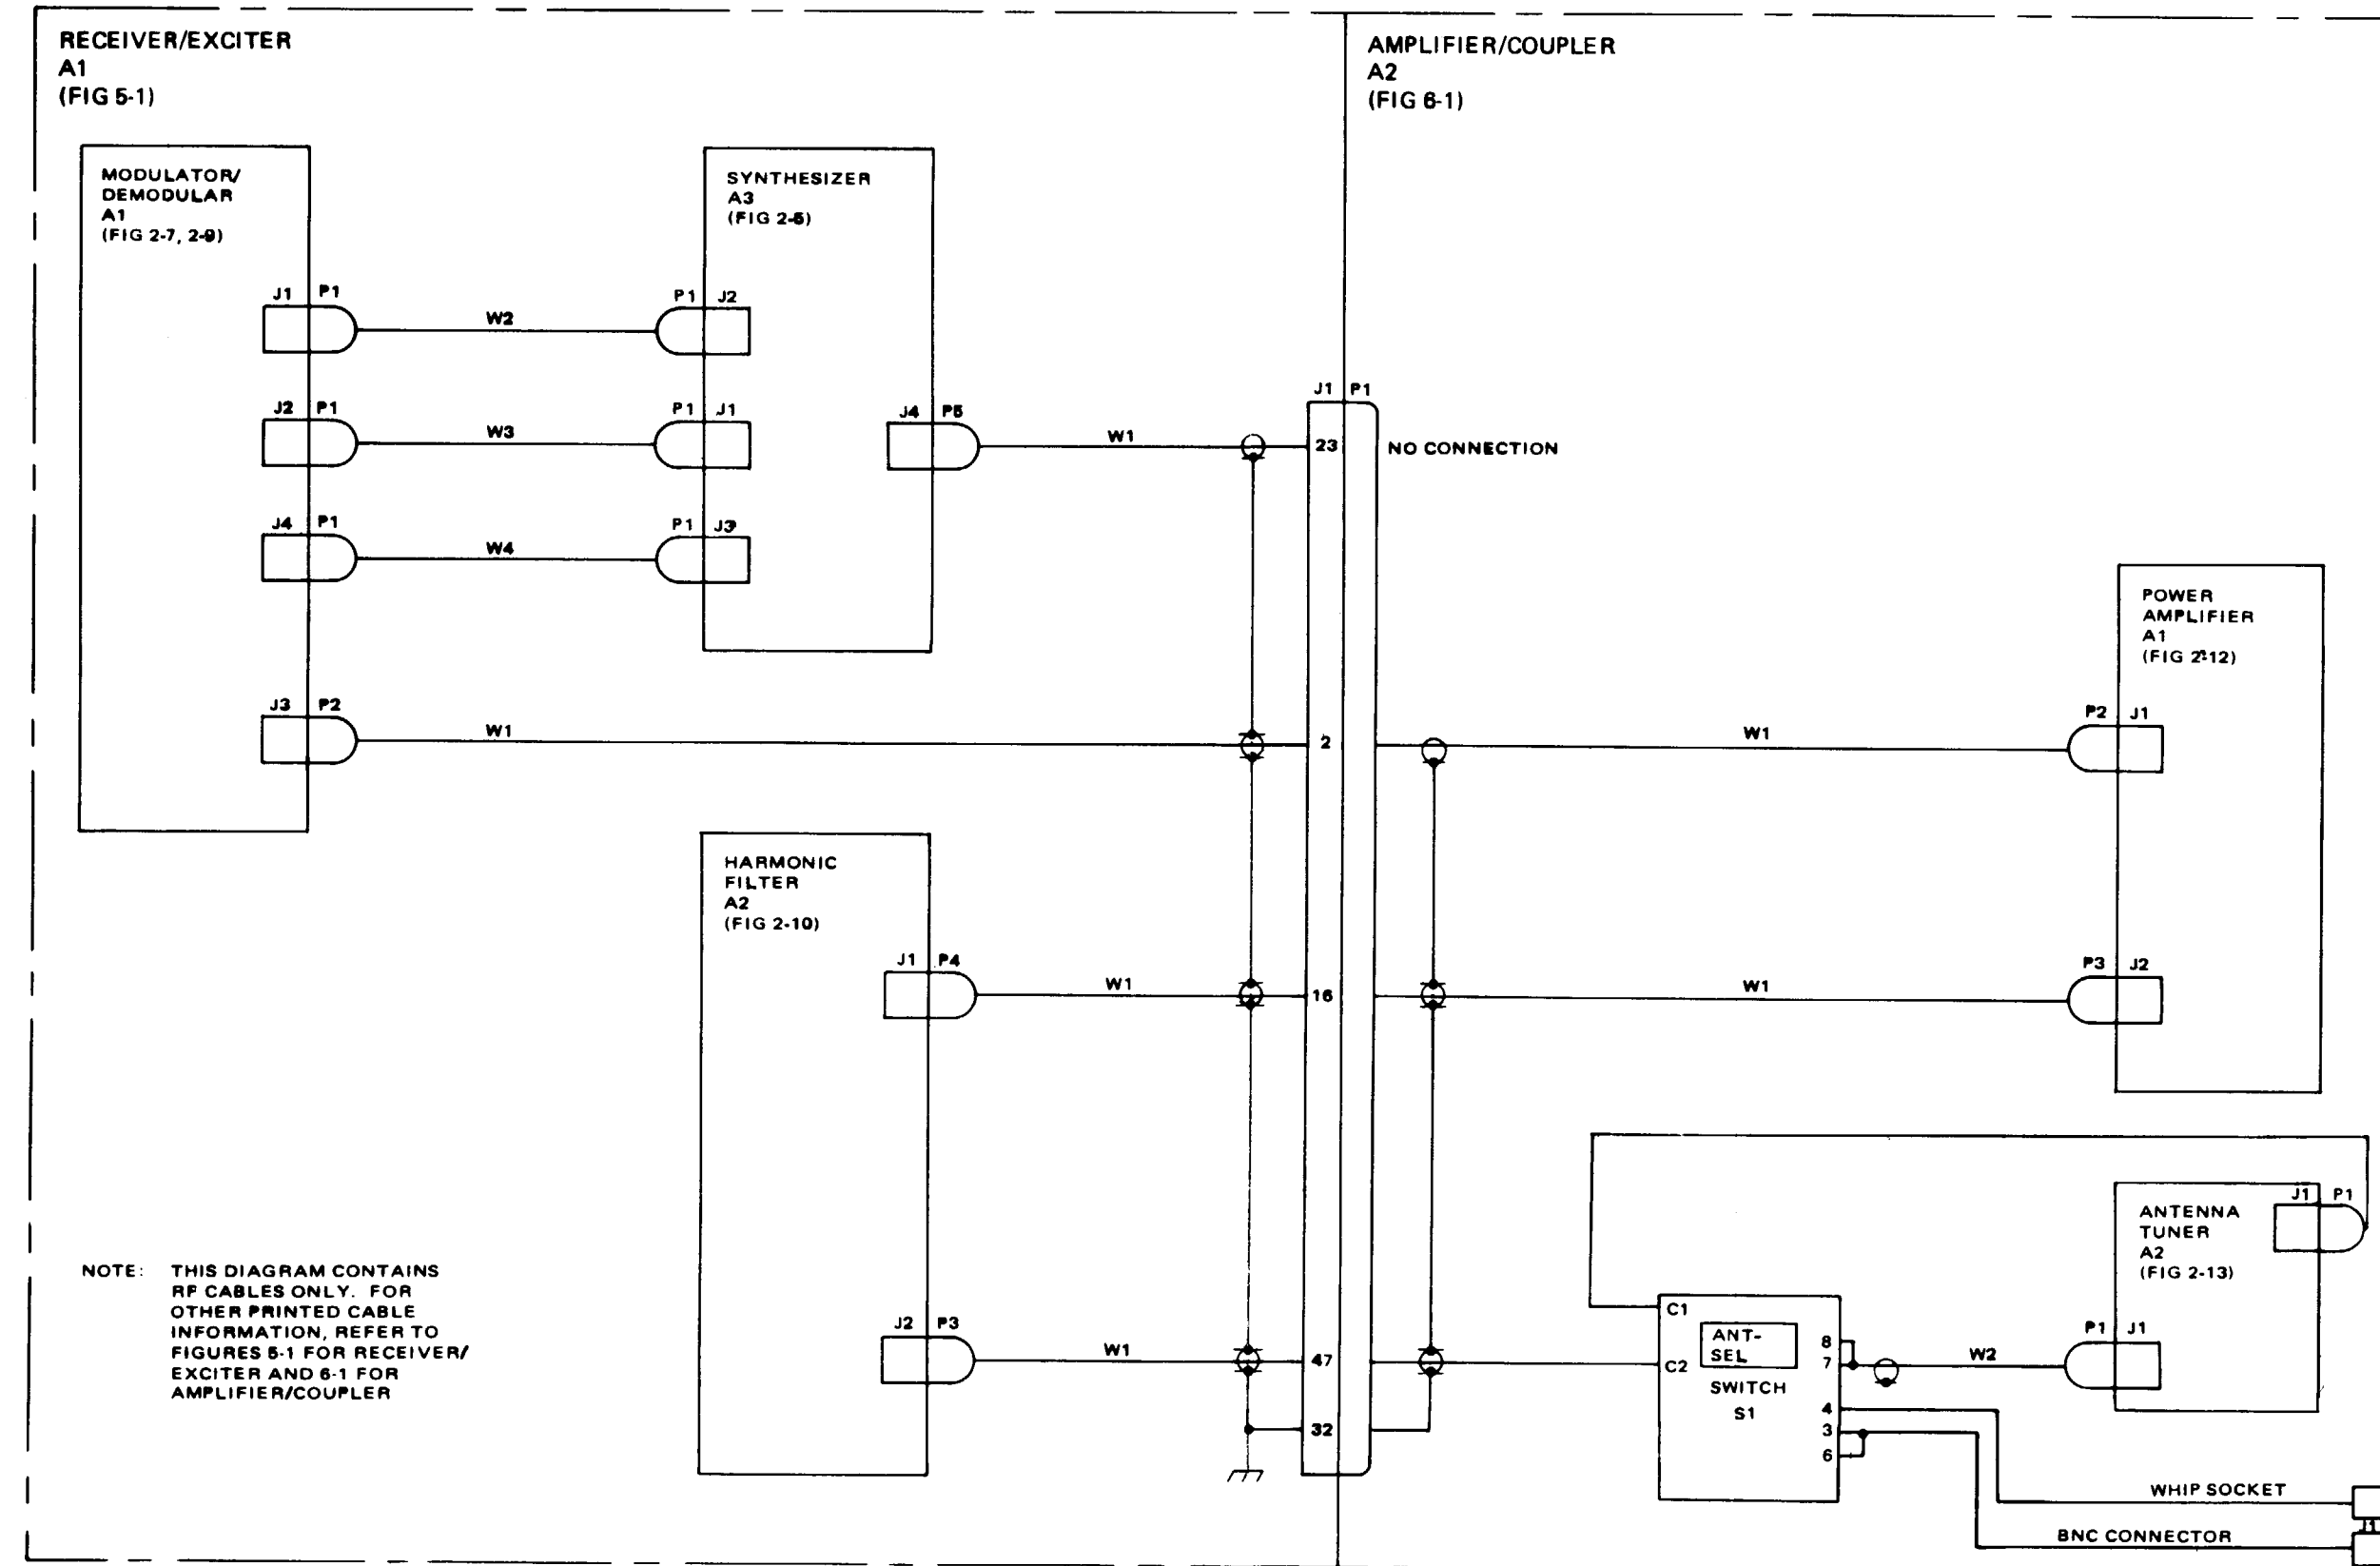 RECEIVER/EXCITER
A1
(FIG 5-1)
AMPLIFIER/COUPLER
A2
(FIG 6-1)
MODULATOR/
DEMODULAR
A1
(FIG 2-7, 2-9)
SYNTHESIZER
A3
(FIG 2-6)
J1 P1
W2
P1 J2
J2 P1
W3
P1 J1
J4 P5
W1
J1 P1
23
NO CONNECTION
J4 P1
W4
P1 J3
POWER
AMPLIFIER
A1
(FIG 2-12)
J3 P2
W1
2
W1
P2 J1
HARMONIC
FILTER
A2
(FIG 2-10)
J1 P4
W1
16
W1
P3 J2
ANTENNA
TUNER
A2
(FIG 2-13)
J1 P1
NOTE: THIS DIAGRAM CONTAINS
RF CABLES ONLY. FOR
OTHER PRINTED CABLE
INFORMATION, REFER TO
FIGURES 5-1 FOR RECEIVER/
EXCITER AND 6-1 FOR
AMPLIFIER/COUPLER
J2 P3
W1
47
32
C1
C2
ANT-
SEL
SWITCH
S1
8
7
4
3
6
W2
P1 J1
WHIP SOCKET
J1
BNC CONNECTOR